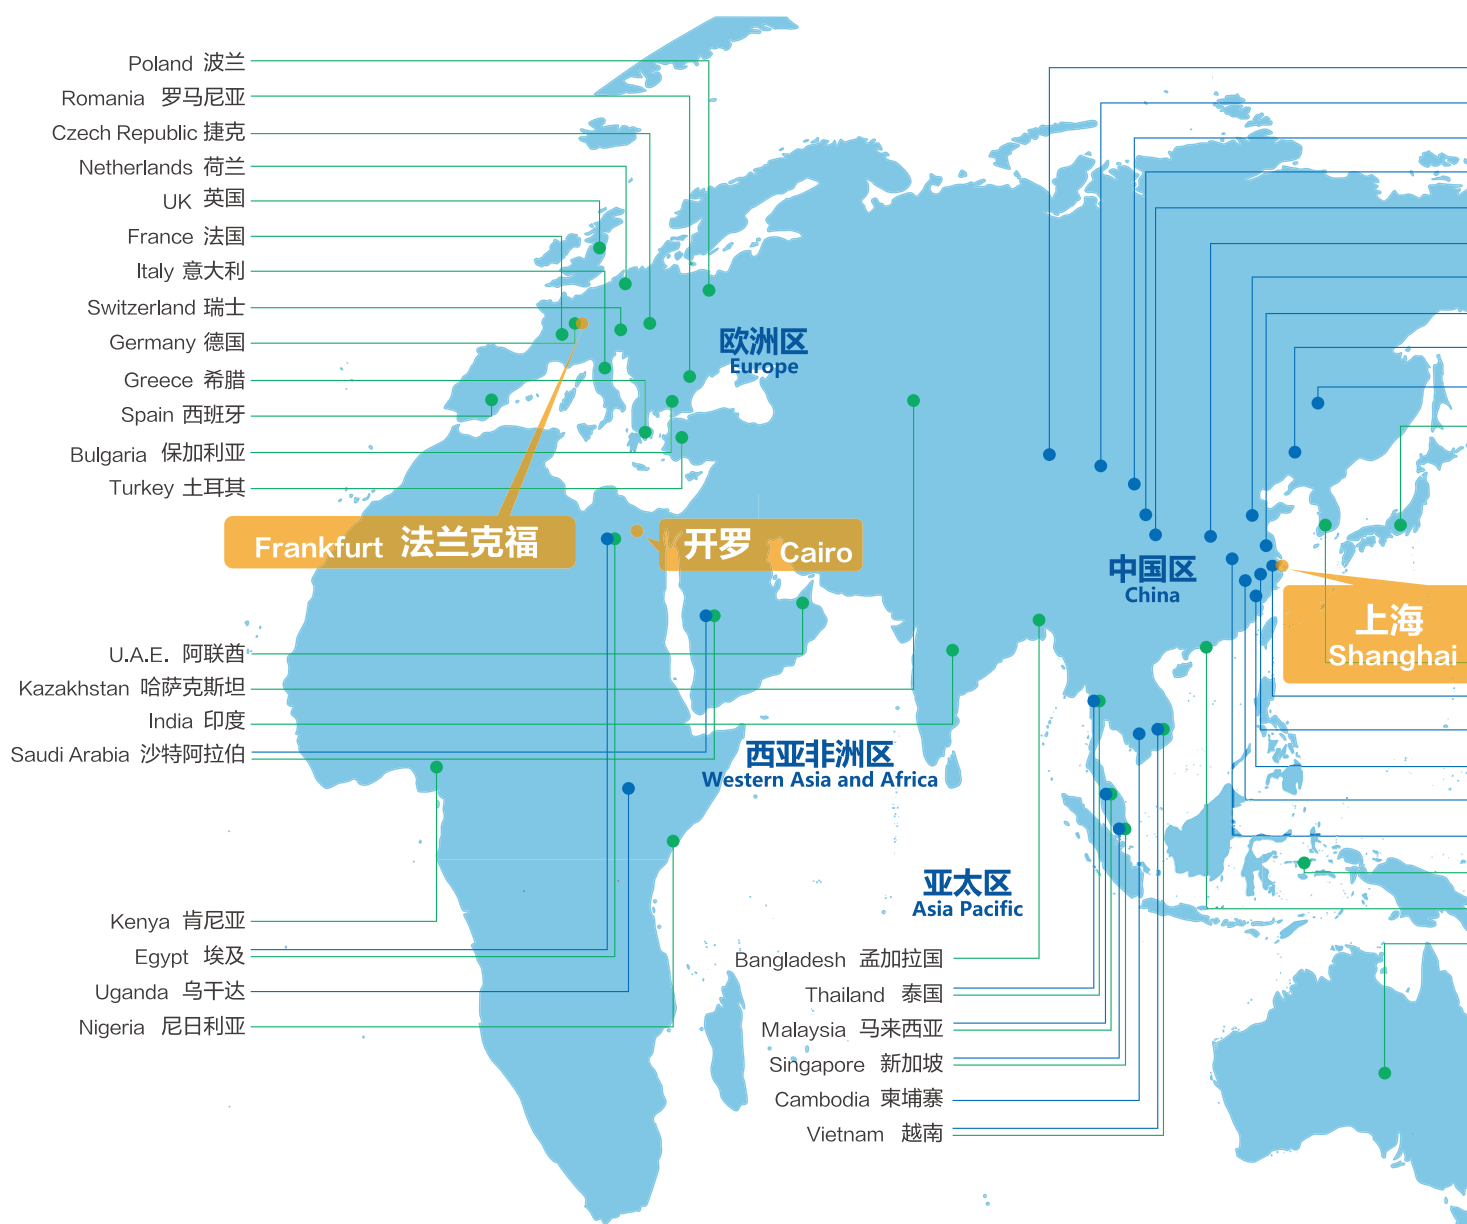 Poland 波兰
Romania 罗马尼亚
Czech Republic 捷克
Netherlands 荷兰
UK 英国
France 法国
Italy 意大利
Switzerland 瑞士
Germany 德国
Greece 希腊
Spain 西班牙
Bulgaria 保加利亚
Turkey 土耳其
欧洲区
Europe
Frankfurt 法兰克福
开罗 Cairo
中国区
China
上海
Shanghai
U.A.E. 阿联酋
Kazakhstan 哈萨克斯坦
India 印度
Saudi Arabia 沙特阿拉伯
西亚非洲区
Western Asia and Africa
亚太区
Asia Pacific
Kenya 肯尼亚
Egypt 埃及
Uganda 乌干达
Nigeria 尼日利亚
Bangladesh 孟加拉国
Thailand 泰国
Malaysia 马来西亚
Singapore 新加坡
Cambodia 柬埔寨
Vietnam 越南